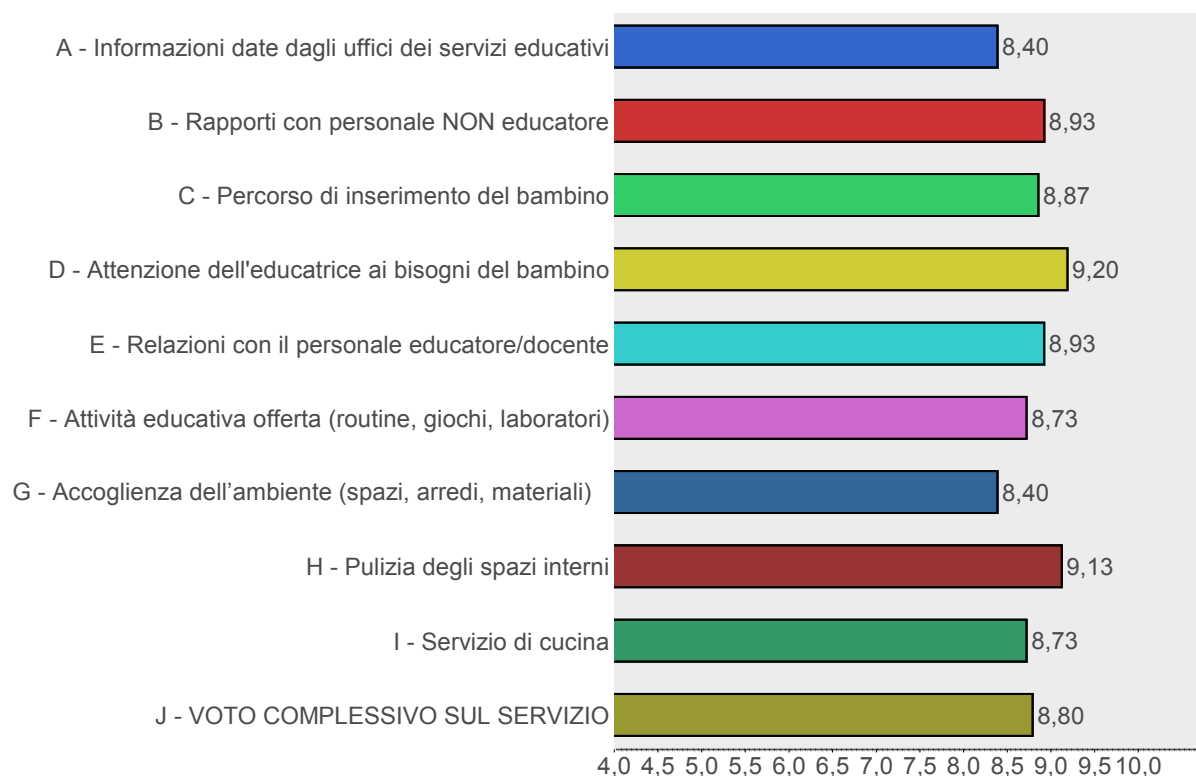 A - Informazioni date dagli uffici dei servizi educativi 8,40
B - Rapporti con personale NON educatore 8,93
C - Percorso di inserimento del bambino 8,87
D - Attenzione dell'educatrice ai bisogni del bambino 9,20
E - Relazioni con il personale educatore/docente 8,93
F - Attività educativa offerta (routine, giochi, laboratori) 8,73
G - Accoglienza dell’ambiente (spazi, arredi, materiali) 8,40
H - Pulizia degli spazi interni 9,13
I - Servizio di cucina 8,73
J - VOTO COMPLESSIVO SUL SERVIZIO 8,80
4,0 4,5 5,0 5,5 6,0 6,5 7,0 7,5 8,0 8,5 9,0 9,5 10,0